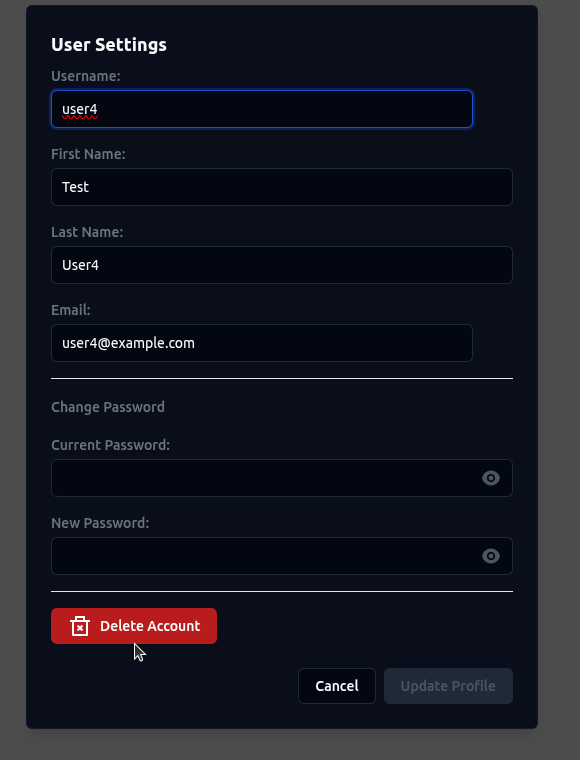 User Settings
Username:
user4
First Name:
Test
Last Name:
User4
Email:
user4@example.com
Change Password
Current Password:
New Password:
Delete Account
Cancel Update Profile